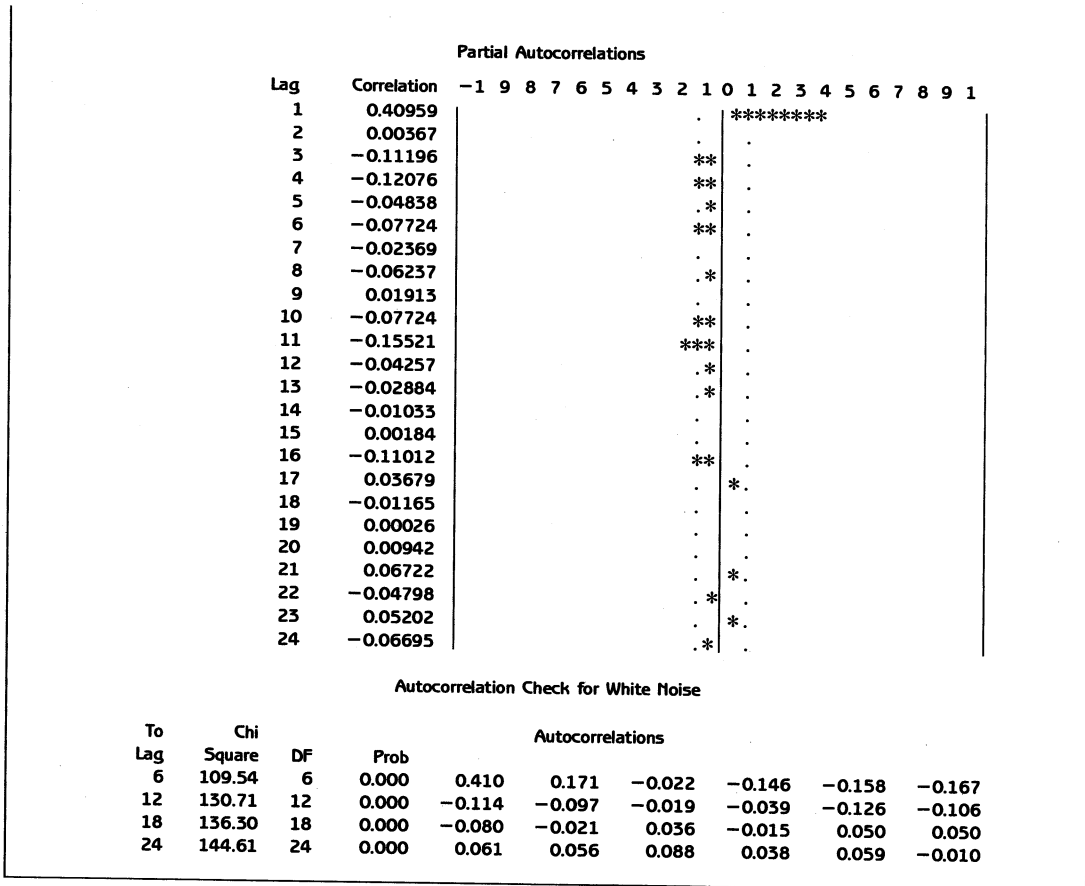 Partial Autocorrelations
Lag Correlation −1 9 8 7 6 5 4 3 2 1 0 1 2 3 4 5 6 7 8 9 1
1 0.40959 . ********
2 0.00367 . .
3 −0.11196 ** .
4 −0.12076 ** .
5 −0.04838 .* .
6 −0.07724 ** .
7 −0.02369 . .
8 −0.06237 .* .
9 0.01913 . .
10 −0.07724 ** .
11 −0.15521 *** .
12 −0.04257 .* .
13 −0.02884 .* .
14 −0.01033 . .
15 0.00184 . .
16 −0.11012 ** .
17 0.03679 . *.
18 −0.01165 . .
19 0.00026 . .
20 0.00942 . .
21 0.06722 . *.
22 −0.04798 . * .
23 0.05202 . *.
24 −0.06695 .* .
Autocorrelation Check for White Noise
To Chi Autocorrelations
Lag Square DF Prob
6 109.54 6 0.000 0.410 0.171 −0.022 −0.146 −0.158 −0.167
12 130.71 12 0.000 −0.114 −0.097 −0.019 −0.039 −0.126 −0.106
18 136.30 18 0.000 −0.080 −0.021 0.036 −0.015 0.050 0.050
24 144.61 24 0.000 0.061 0.056 0.088 0.038 0.059 −0.010